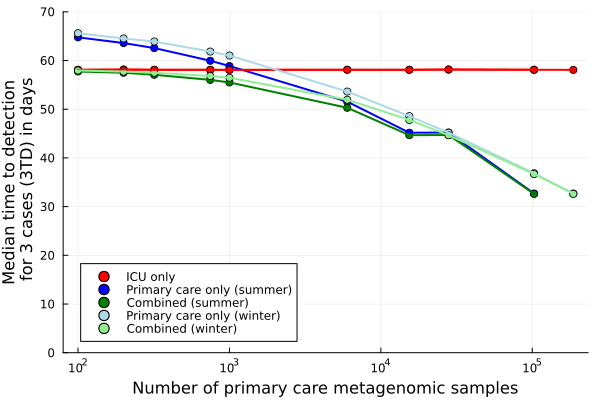 70
60
50
40
30
20
10
0
Median time to detection
for 3 cases (3TD) in days
ICU only
Primary care only (summer)
Combined (summer)
Primary care only (winter)
Combined (winter)
10² 10³ 10⁴ 10⁵
Number of primary care metagenomic samples